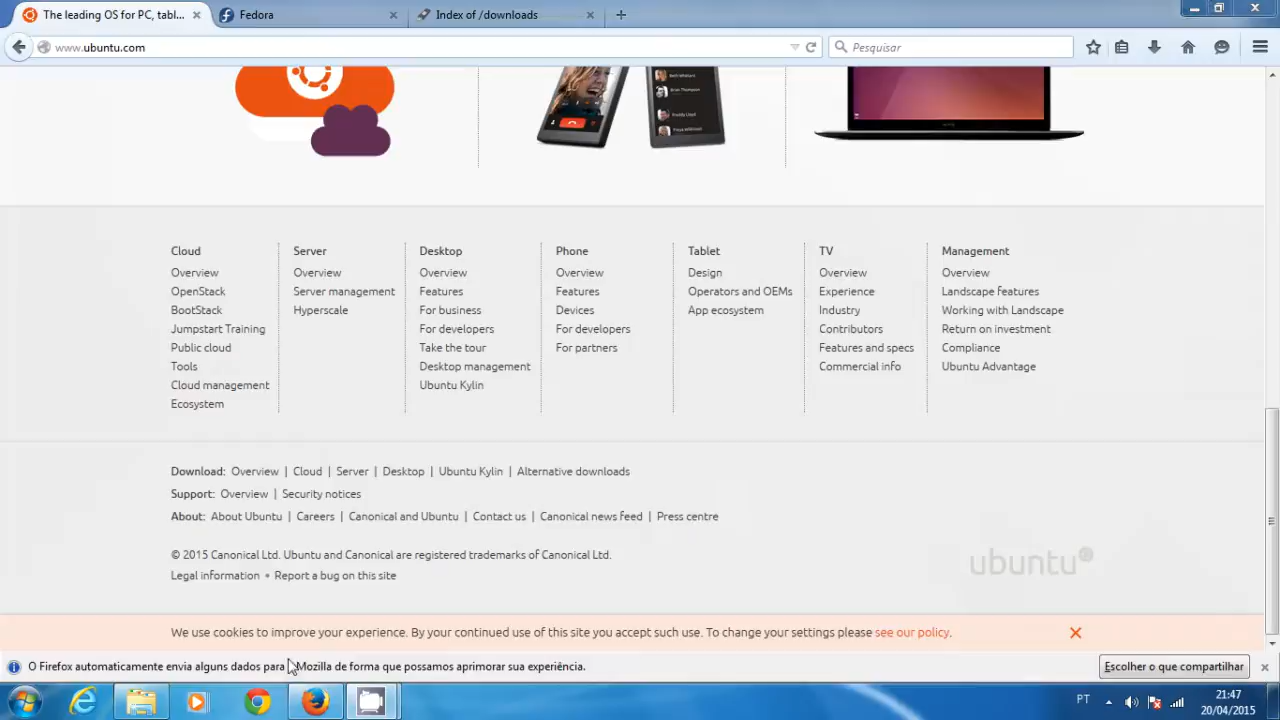 The leading OS for PC, tabl...
Fedora
Index of /downloads
www.ubuntu.com
Pesquisar
Cloud
Overview
OpenStack
BootStack
Jumpstart Training
Public cloud
Tools
Cloud management
Ecosystem
Server
Overview
Server management
Hyperscale
Desktop
Overview
Features
For business
For developers
Take the tour
Desktop management
Ubuntu Kylin
Phone
Overview
Features
Devices
For developers
For partners
Tablet
Design
Operators and OEMs
App ecosystem
TV
Overview
Experience
Industry
Contributors
Features and specs
Commercial info
Management
Overview
Landscape features
Working with Landscape
Return on investment
Compliance
Ubuntu Advantage
Download: Overview | Cloud | Server | Desktop | Ubuntu Kylin | Alternative downloads
Support: Overview | Security notices
About: About Ubuntu | Careers | Canonical and Ubuntu | Contact us | Canonical news feed | Press centre
© 2015 Canonical Ltd. Ubuntu and Canonical are registered trademarks of Canonical Ltd.
Legal information • Report a bug on this site
ubuntu
We use cookies to improve your experience. By your continued use of this site you accept such use. To change your settings please see our policy.
O Firefox automaticamente envia alguns dados para Mozilla de forma que possamos aprimorar sua experiência.
Escolher o que compartilhar
PT
21:47
20/04/2015